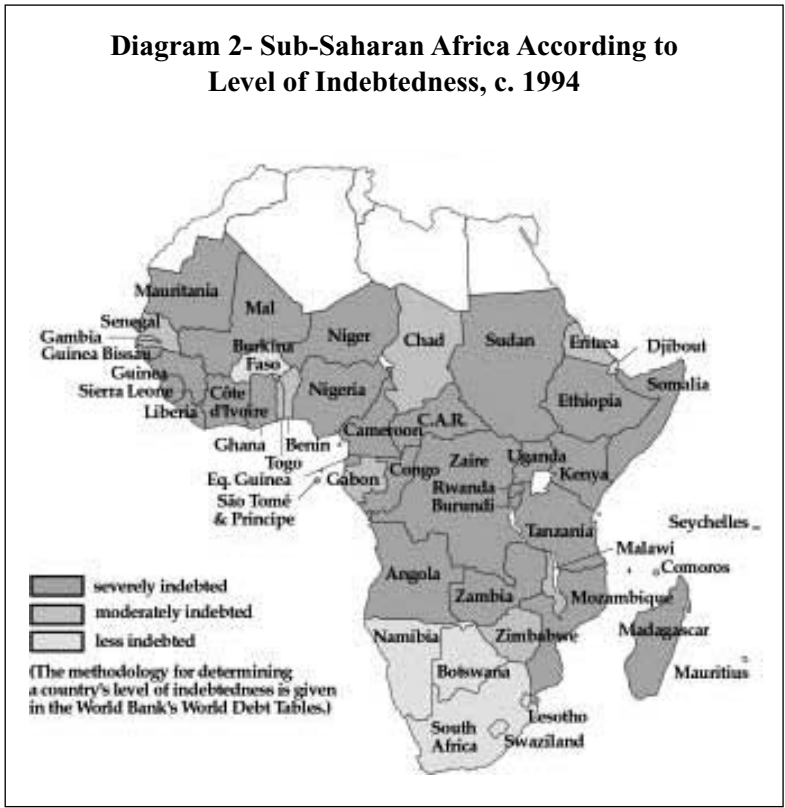 Diagram 2- Sub-Saharan Africa According to
Level of Indebtedness, c. 1994
Mauritania
Mal
Niger
Chad
Sudan
Erituea
Djibout
Senegal
Gambia
Guinea Bissau
Burkina
Faso
Guinea
Sierra Leone
Côte
d'Ivoire
Nigeria
Ethiopia
Somalia
Liberia
C.A.R.
Cameroon
Ghana
Benin
Togo
Eq. Guinea
Gabon
Congo
Zaire
Uganda
Kenya
São Tomé
& Principe
Rwanda
Burundi
Tanzania
Seychelles
Malawi
Comoros
Angola
Zambia
Mozambique
Madagascar
Namibia
Zimbabwe
Botswana
Mauritius
South
Africa
Lesotho
Swaziland
severely indebted
moderately indebted
less indebted
(The methodology for determining
a country's level of indebtedness is given
in the World Bank's World Debt Tables.)